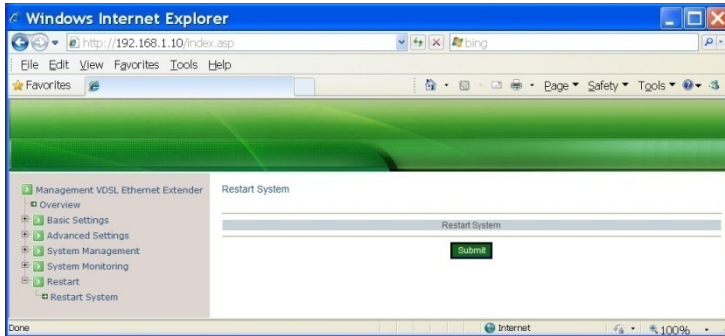 Windows Internet Explorer
http://192.168.1.10/index.asp
bing
File Edit View Favorites Tools Help
Favorites
Page Safety Tools
Management VDSL Ethernet Extender
Overview
Basic Settings
Advanced Settings
System Management
System Monitoring
Restart
Restart System
Restart System
Restart System
Submit
Done Internet 100%